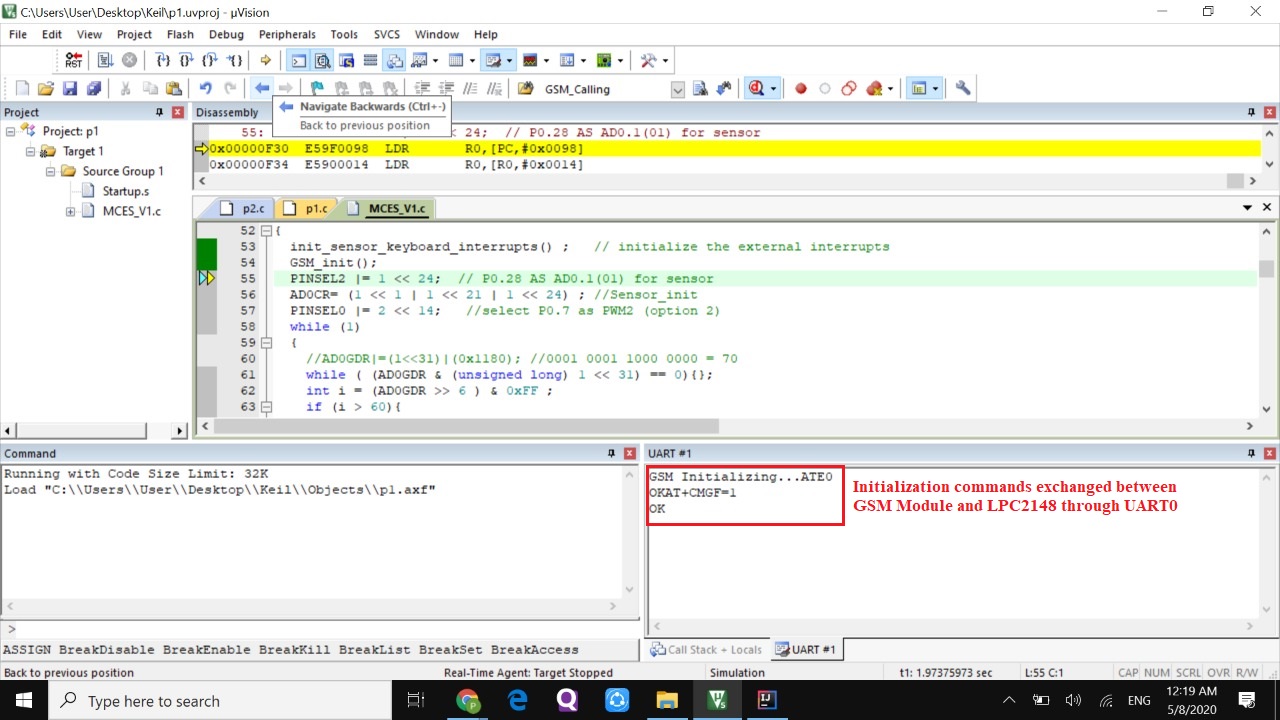 C:\Users\User\Desktop\Keil\p1.uvproj - µVision
File Edit View Project Flash Debug Peripherals Tools SVCS Window Help
RST
GSM_Calling
Navigate Backwards (Ctrl+-)
Back to previous position
Project
Project: p1
Target 1
Source Group 1
Startup.s
MCES_V1.c
Disassembly
55: < 24; // P0.28 AS AD0.1(01) for sensor
0x00000F30 E59F0098 LDR R0,[PC,#0x0098]
0x00000F34 E5900014 LDR R0,[R0,#0x0014]
p2.c p1.c MCES_V1.c
52 {
53 init_sensor_keyboard_interrupts() ; // initialize the external interrupts
54 GSM_init();
55 PINSEL2 |= 1 << 24; // P0.28 AS AD0.1(01) for sensor
56 AD0CR= (1 << 1 | 1 << 21 | 1 << 24) ; //Sensor_init
57 PINSEL0 |= 2 << 14; //select P0.7 as PWM2 (option 2)
58 while (1)
59 {
60 //AD0GDR|=(1<<31)|(0x1180); //0001 0001 1000 0000 = 70
61 while ( (AD0GDR & (unsigned long) 1 << 31) == 0){};
62 int i = (AD0GDR >> 6 ) & 0xFF ;
63 if (i > 60){
Command
Running with Code Size Limit: 32K
Load "C:\\Users\\User\\Desktop\\Keil\\Objects\\p1.axf"
>
ASSIGN BreakDisable BreakEnable BreakKill BreakList BreakSet BreakAccess
UART #1
GSM Initializing...ATE0
OKAT+CMGF=1
OK
Initialization commands exchanged between
GSM Module and LPC2148 through UART0
Call Stack + Locals UART #1
Back to previous position Real-Time Agent: Target Stopped Simulation t1: 1.97375973 sec L:55 C:1 CAP NUM SCRL OVR R/W
Type here to search
ENG
12:19 AM
5/8/2020